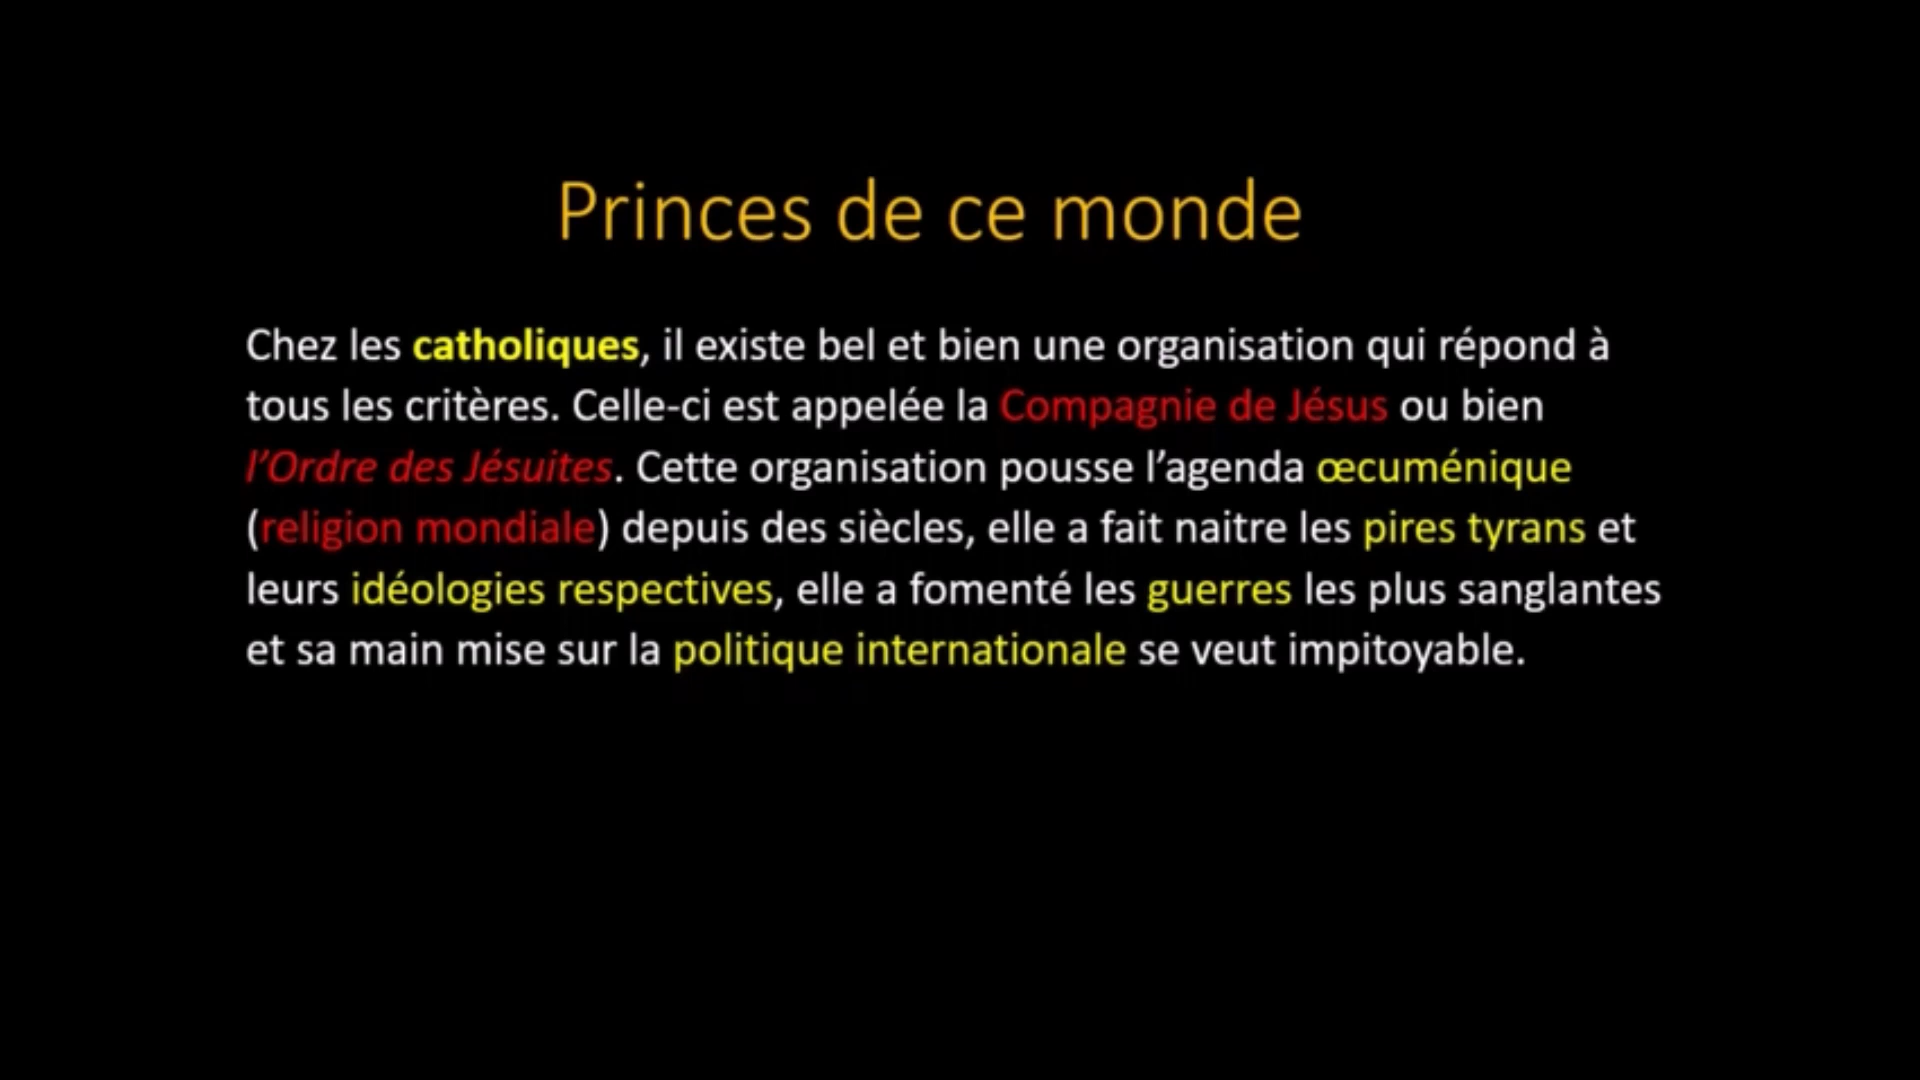 Princes de ce monde
Chez les catholiques, il existe bel et bien une organisation qui répond à
tous les critères. Celle-ci est appelée la Compagnie de Jésus ou bien
l’Ordre des Jésuites. Cette organisation pousse l’agenda œcuménique
(religion mondiale) depuis des siècles, elle a fait naitre les pires tyrans et
leurs idéologies respectives, elle a fomenté les guerres les plus sanglantes
et sa main mise sur la politique internationale se veut impitoyable.